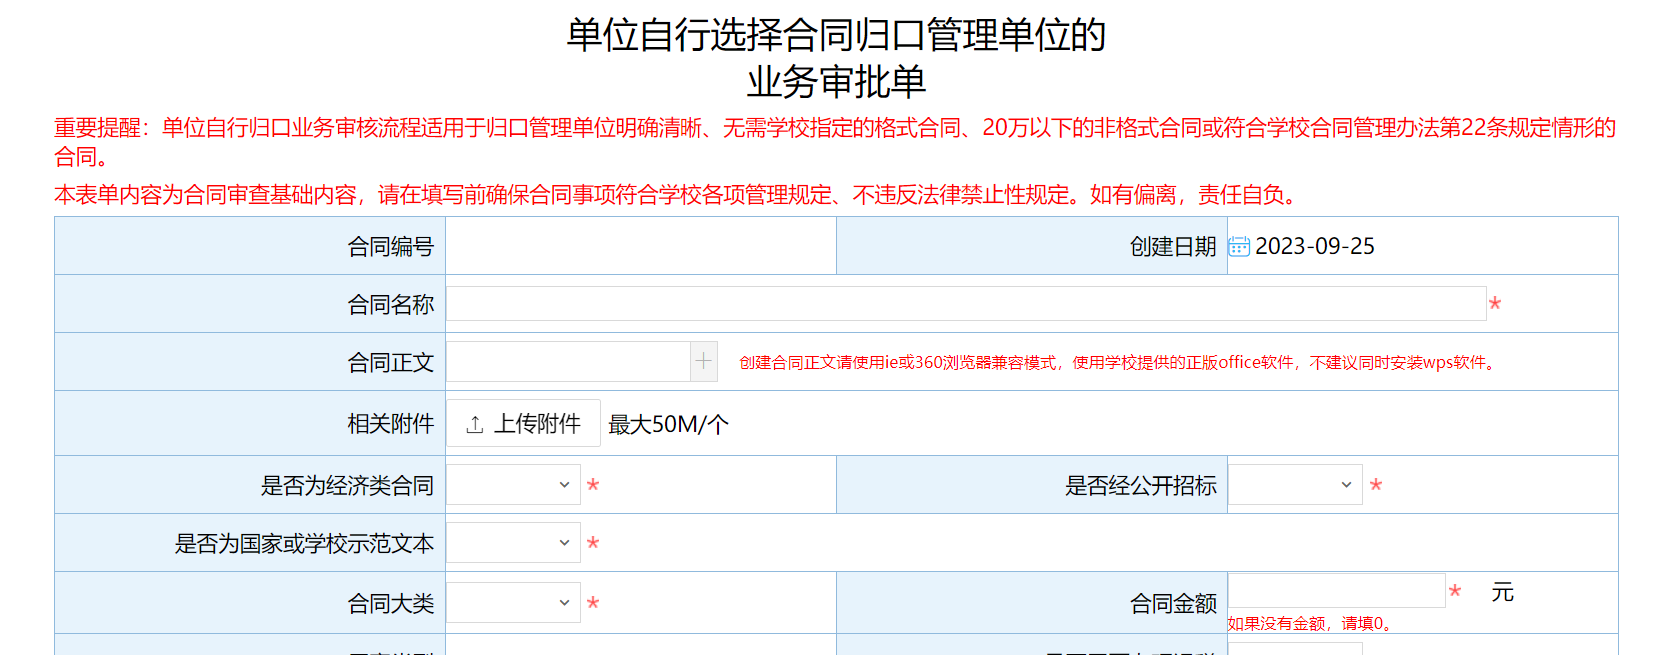 单位自行选择合同归口管理单位的
业务审批单
重要提醒：单位自行归口业务审核流程适用于归口管理单位明确清晰、无需学校指定的格式合同、20万以下的非格式合同或符合学校合同管理办法第22条规定情形的
合同。
本表单内容为合同审查基础内容，请在填写前确保合同事项符合学校各项管理规定、不违反法律禁止性规定。如有偏离，责任自负。
合同编号 创建日期 2023-09-25
合同名称 *
合同正文 + 创建合同正文请使用ie或360浏览器兼容模式，使用学校提供的正版office软件，不建议同时安装wps软件。
相关附件 上传附件 最大50M/个
是否为经济类合同 * 是否经公开招标 *
是否为国家或学校示范文本 *
合同大类 * 合同金额 * 元
如果没有金额，请填0。